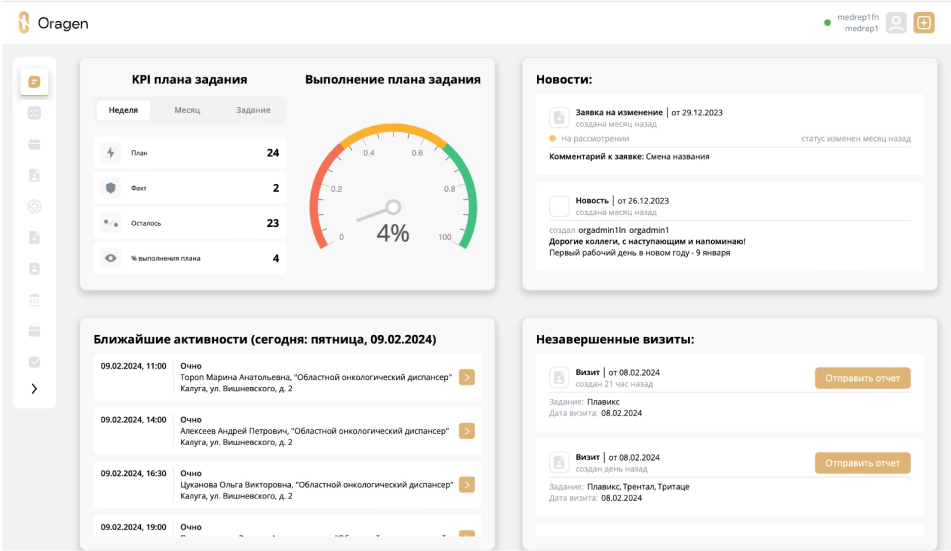 Oragen
medrep1fn
medrep1
KPI плана задания
Неделя
Месяц
Задание
План
24
Факт
2
Осталось
23
% выполнения плана
4
Выполнение плана задания
0
0.2
0.4
0.6
0.8
100
4%
Новости:
Заявка на изменение | от 29.12.2023
создана месяц назад
На рассмотрении
статус изменен месяц назад
Комментарий к заявке: Смена названия
Новость | от 26.12.2023
создана месяц назад
создал orgadmin1ln orgadmin1
Дорогие коллеги, с наступающим и напоминаю!
Первый рабочий день в новом году - 9 января
Ближайшие активности (сегодня: пятница, 09.02.2024)
09.02.2024, 11:00
Очно
Тороп Марина Анатольевна, "Областной онкологический диспансер"
Калуга, ул. Вишневского, д. 2
09.02.2024, 14:00
Очно
Алексеев Андрей Петрович, "Областной онкологический диспансер"
Калуга, ул. Вишневского, д. 2
09.02.2024, 16:30
Очно
Цуканова Ольга Викторовна, "Областной онкологический диспансер"
Калуга, ул. Вишневского, д. 2
09.02.2024, 19:00
Очно
Незавершенные визиты:
Визит | от 08.02.2024
создан 21 час назад
Отправить отчет
Задание: Плавикс
Дата визита: 08.02.2024
Визит | от 08.02.2024
создан день назад
Отправить отчет
Задание: Плавикс, Трентал, Тритаце
Дата визита: 08.02.2024